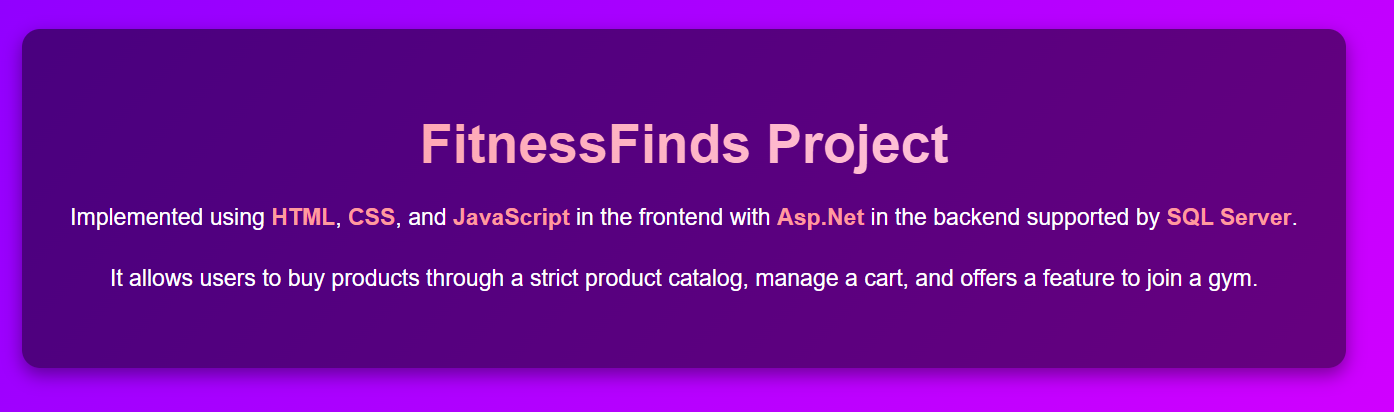 FitnessFinds Project
Implemented using HTML, CSS, and JavaScript in the frontend with Asp.Net in the backend supported by SQL Server.
It allows users to buy products through a strict product catalog, manage a cart, and offers a feature to join a gym.